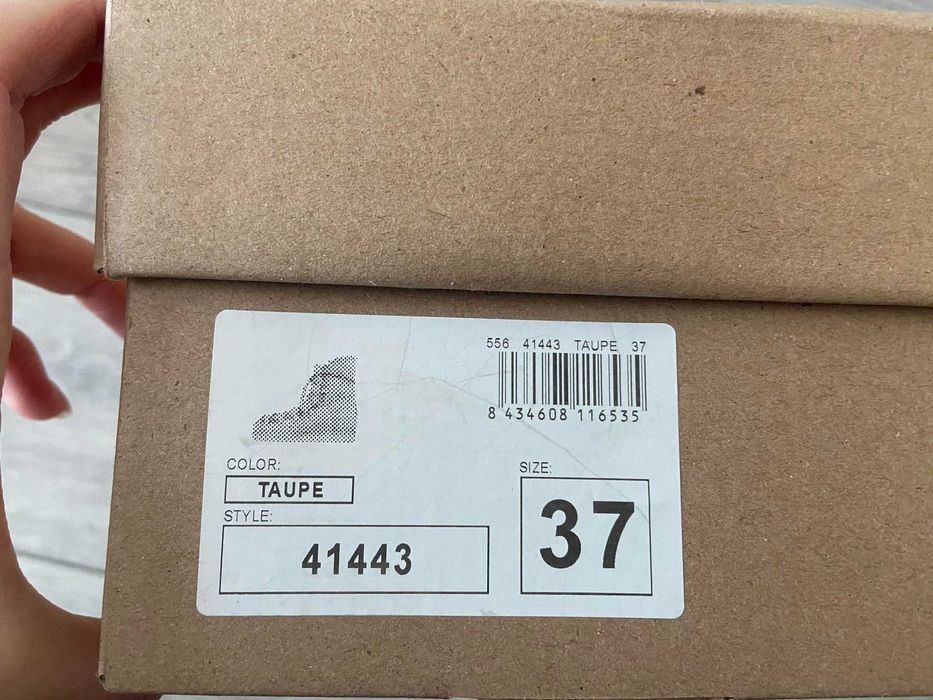 556 41443 TAUPE 37
8 434608 116535
COLOR:
TAUPE
STYLE:
41443
SIZE:
37